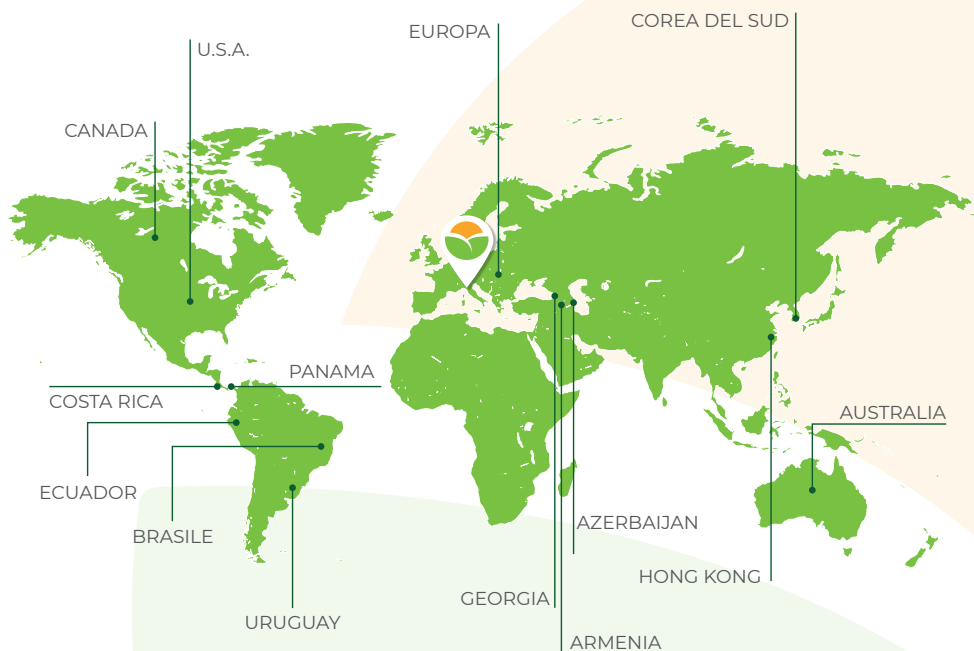 COREA DEL SUD
EUROPA
U.S.A.
CANADA
PANAMA
COSTA RICA
AUSTRALIA
ECUADOR
BRASILE
AZERBAIJAN
HONG KONG
GEORGIA
URUGUAY
ARMENIA